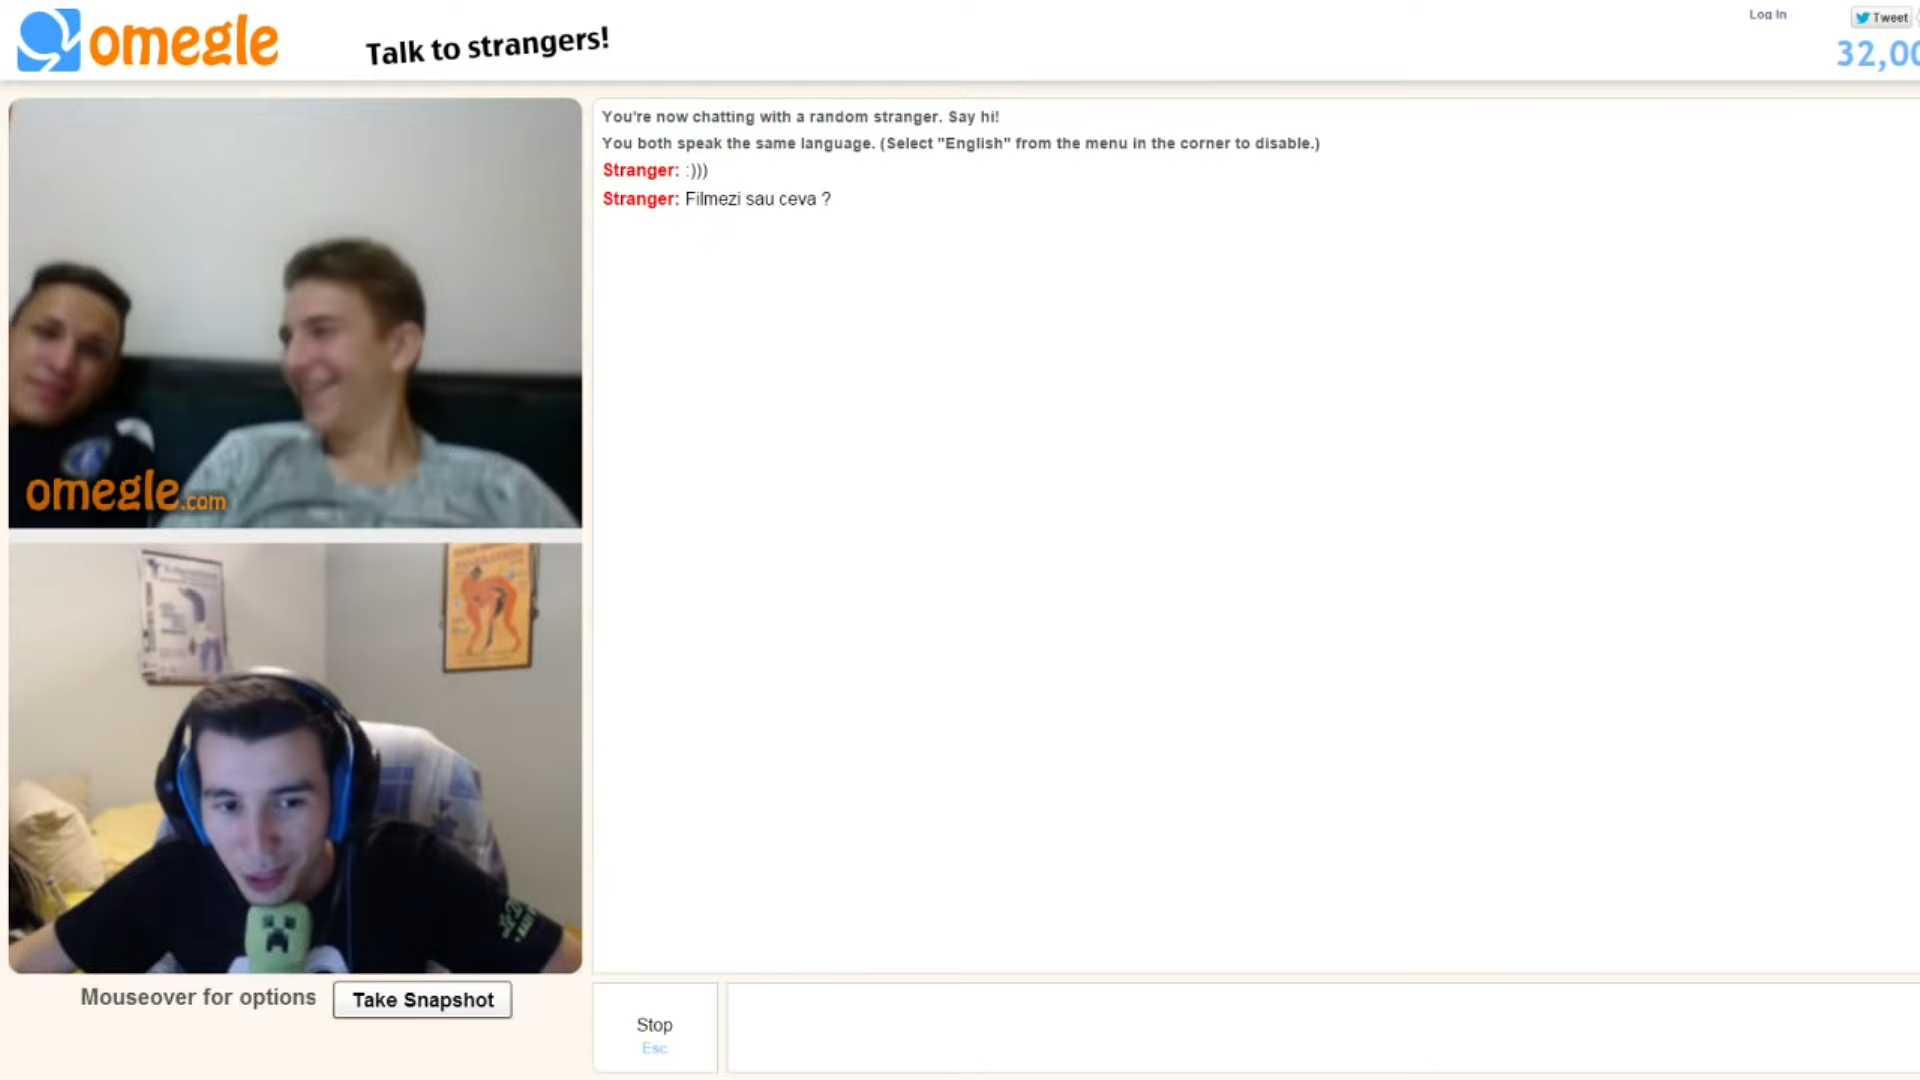 omegle
Talk to strangers!
Log In
Tweet
32,00
You're now chatting with a random stranger. Say hi!
You both speak the same language. (Select "English" from the menu in the corner to disable.)
Stranger: :)))
Stranger: Filmezi sau ceva ?
omegle.com
Mouseover for options
Take Snapshot
Stop
Esc